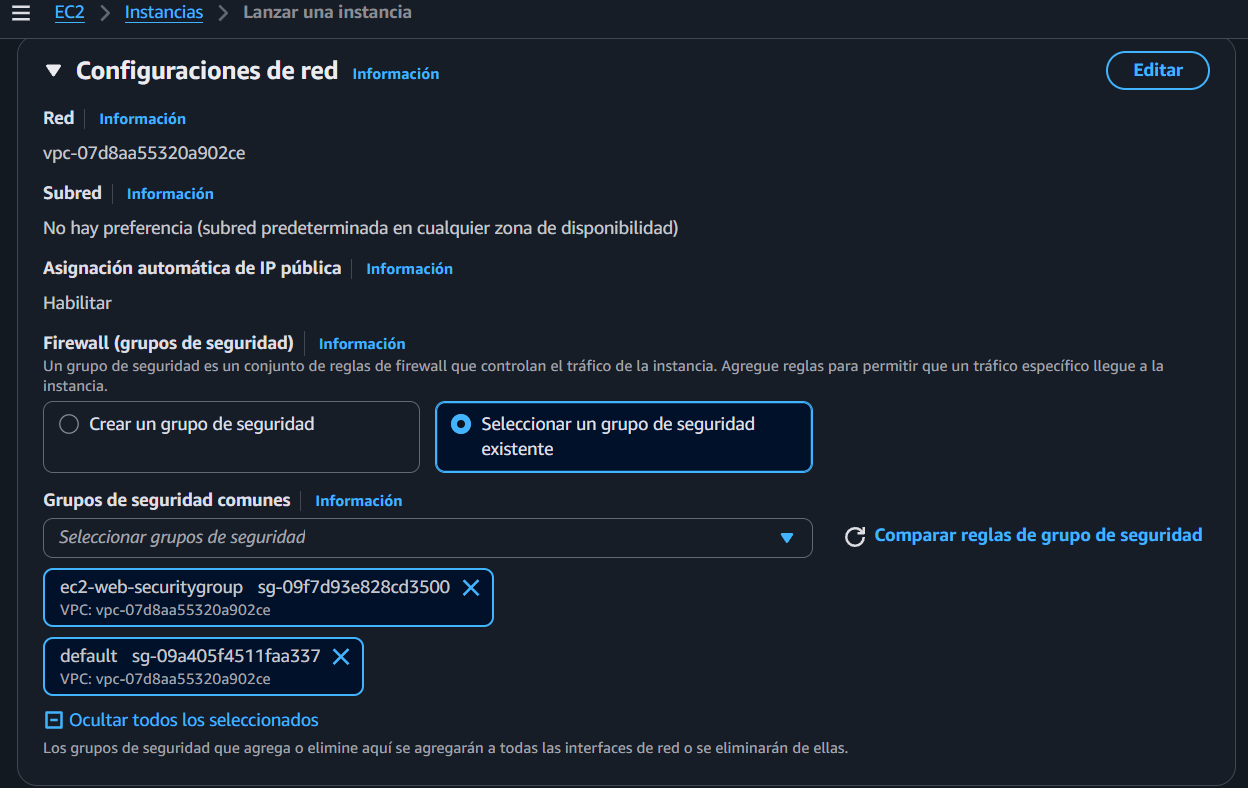 EC2 > Instancias > Lanzar una instancia
Configuraciones de red Información
Editar
Red Información
vpc-07d8aa55320a902ce
Subred Información
No hay preferencia (subred predeterminada en cualquier zona de disponibilidad)
Asignación automática de IP pública Información
Habilitar
Firewall (grupos de seguridad) Información
Un grupo de seguridad es un conjunto de reglas de firewall que controlan el tráfico de la instancia. Agregue reglas para permitir que un tráfico específico llegue a la
instancia.
Crear un grupo de seguridad
Seleccionar un grupo de seguridad
existente
Grupos de seguridad comunes Información
Seleccionar grupos de seguridad
Comparar reglas de grupo de seguridad
ec2-web-securitygroup sg-09f7d93e828cd3500
VPC: vpc-07d8aa55320a902ce
default sg-09a405f4511faa337
VPC: vpc-07d8aa55320a902ce
Ocultar todos los seleccionados
Los grupos de seguridad que agrega o elimine aquí se agregarán a todas las interfaces de red o se eliminarán de ellas.